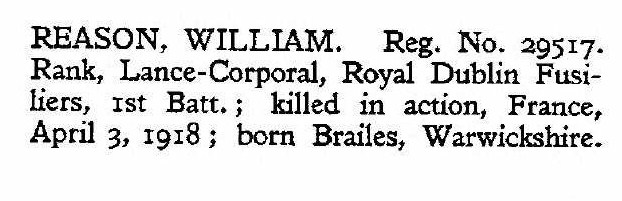 REASON, WILLIAM. Reg. No. 29517.
Rank, Lance-Corporal, Royal Dublin Fusi-
liers, 1st Batt.; killed in action, France,
April 3, 1918; born Brailes, Warwickshire.